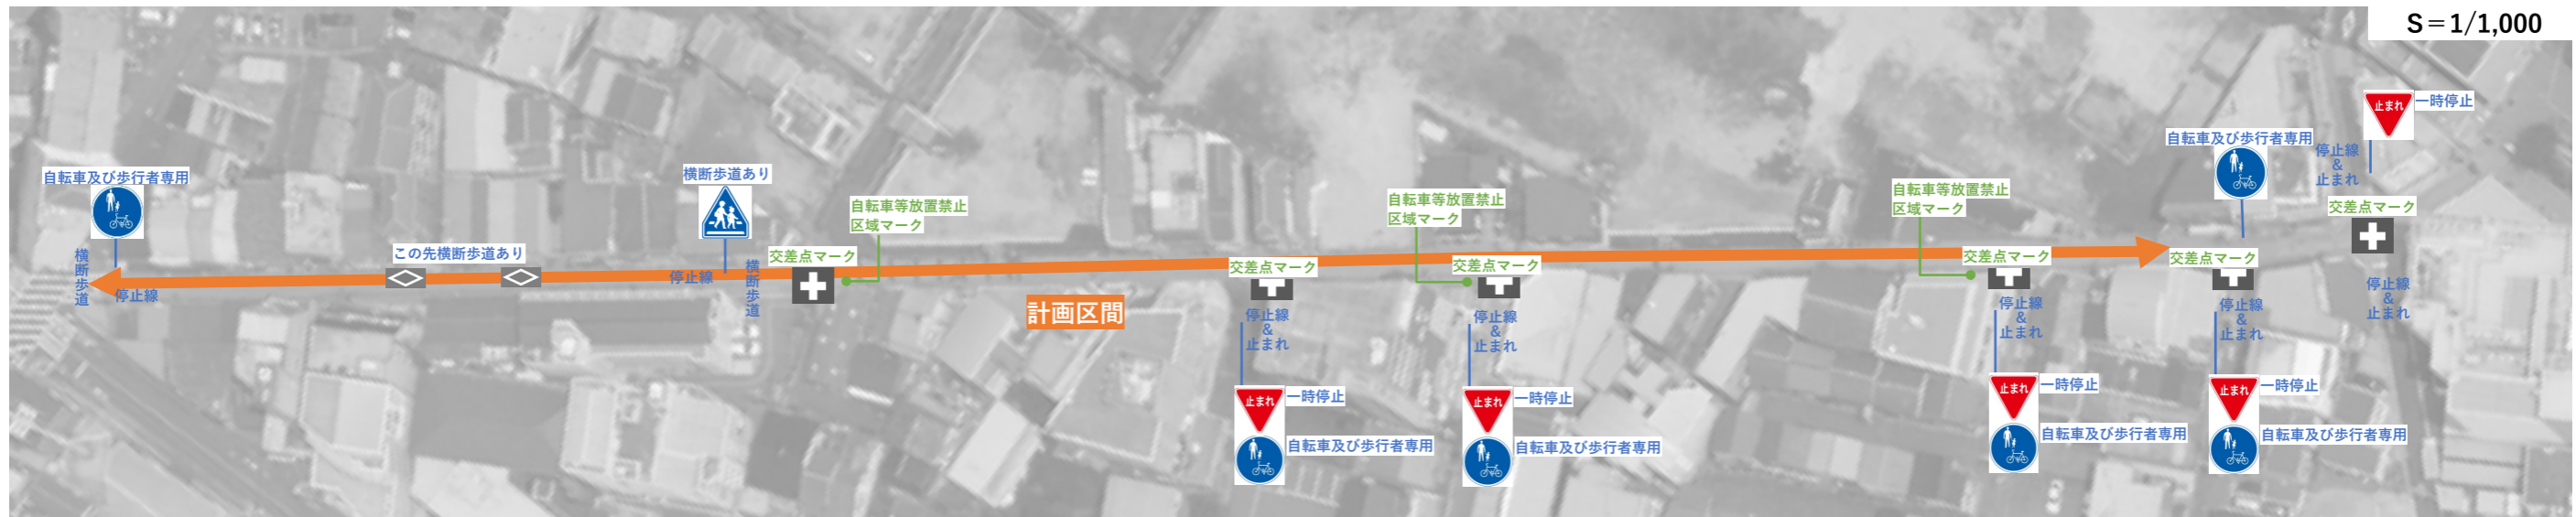 S＝1/1,000
自転車及び歩行者専用
横断歩道
停止線
この先横断歩道あり
横断歩道あり
停止線
横断歩道
交差点マーク
自転車等放置禁止
区域マーク
計画区間
交差点マーク
停止線
＆
止まれ
止まれ
一時停止
自転車及び歩行者専用
自転車等放置禁止
区域マーク
交差点マーク
停止線
＆
止まれ
止まれ
一時停止
自転車及び歩行者専用
自転車等放置禁止
区域マーク
交差点マーク
停止線
＆
止まれ
止まれ
一時停止
自転車及び歩行者専用
自転車及び歩行者専用
交差点マーク
停止線
＆
止まれ
止まれ
一時停止
自転車及び歩行者専用
止まれ
一時停止
停止線
＆
止まれ
交差点マーク
停止線
＆
止まれ